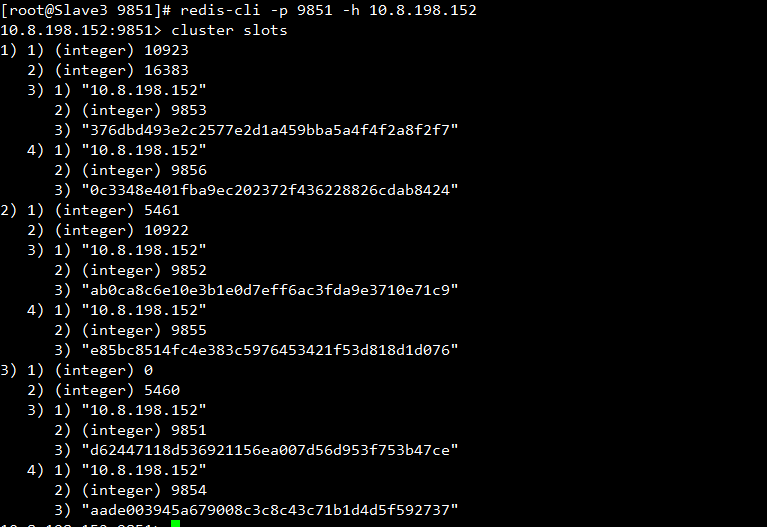 [root@Slave3 9851]# redis-cli -p 9851 -h 10.8.198.152
10.8.198.152:9851> cluster slots
1) 1) (integer) 10923
   2) (integer) 16383
   3) 1) "10.8.198.152"
      2) (integer) 9853
      3) "376dbd493e2c2577e2d1a459bba5a4f4f2a8f2f7"
   4) 1) "10.8.198.152"
      2) (integer) 9856
      3) "0c3348e401fba9ec202372f436228826cdab8424"
2) 1) (integer) 5461
   2) (integer) 10922
   3) 1) "10.8.198.152"
      2) (integer) 9852
      3) "ab0ca8c6e10e3b1e0d7eff6ac3fda9e3710e71c9"
   4) 1) "10.8.198.152"
      2) (integer) 9855
      3) "e85bc8514fc4e383c5976453421f53d818d1d076"
3) 1) (integer) 0
   2) (integer) 5460
   3) 1) "10.8.198.152"
      2) (integer) 9851
      3) "d62447118d536921156ea007d56d953f753b47ce"
   4) 1) "10.8.198.152"
      2) (integer) 9854
      3) "aade003945a679008c3c8c43c71b1d4d5f592737"
10.8.198.152:9851>